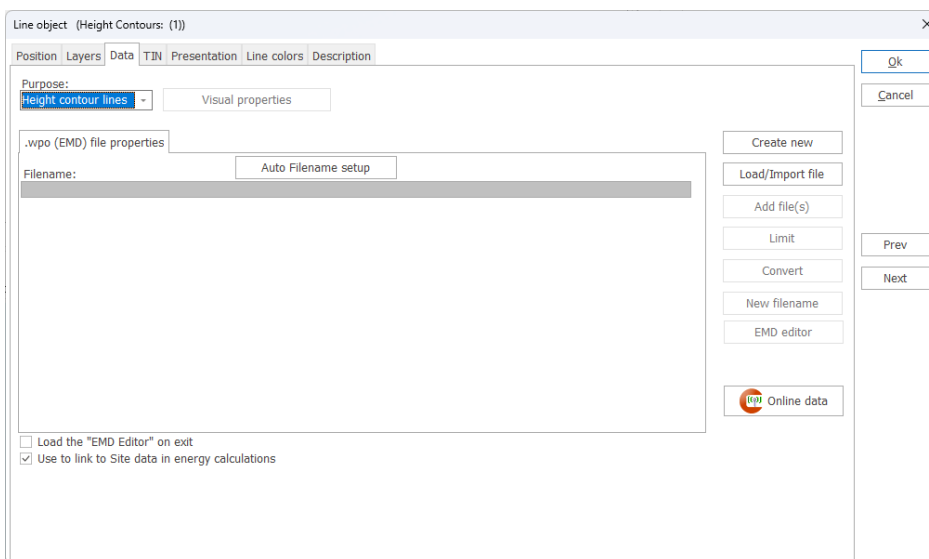 Line object (Height Contours: (1))
Position Layers Data TIN Presentation Line colors Description
Ok
Purpose:
Height contour lines Visual properties
Cancel
.wpo (EMD) file properties
Create new
Auto Filename setup
Filename:
Load/Import file
Add file(s)
Limit
Prev
Convert
Next
New filename
EMD editor
Online data
Load the "EMD Editor" on exit
Use to link to Site data in energy calculations